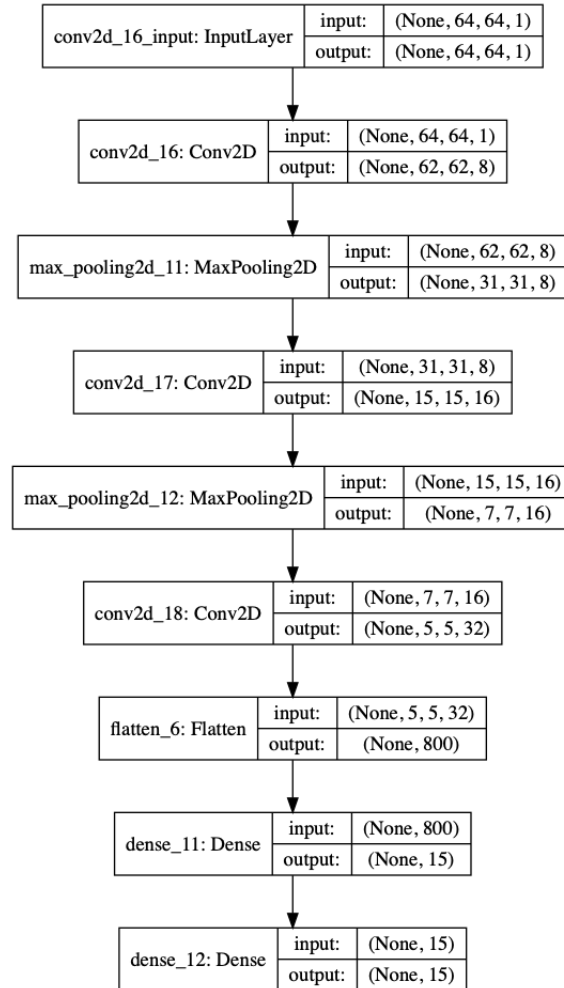 conv2d_16_input: InputLayer
input: (None, 64, 64, 1)
output: (None, 64, 64, 1)
conv2d_16: Conv2D
input: (None, 64, 64, 1)
output: (None, 62, 62, 8)
max_pooling2d_11: MaxPooling2D
input: (None, 62, 62, 8)
output: (None, 31, 31, 8)
conv2d_17: Conv2D
input: (None, 31, 31, 8)
output: (None, 15, 15, 16)
max_pooling2d_12: MaxPooling2D
input: (None, 15, 15, 16)
output: (None, 7, 7, 16)
conv2d_18: Conv2D
input: (None, 7, 7, 16)
output: (None, 5, 5, 32)
flatten_6: Flatten
input: (None, 5, 5, 32)
output: (None, 800)
dense_11: Dense
input: (None, 800)
output: (None, 15)
dense_12: Dense
input: (None, 15)
output: (None, 15)